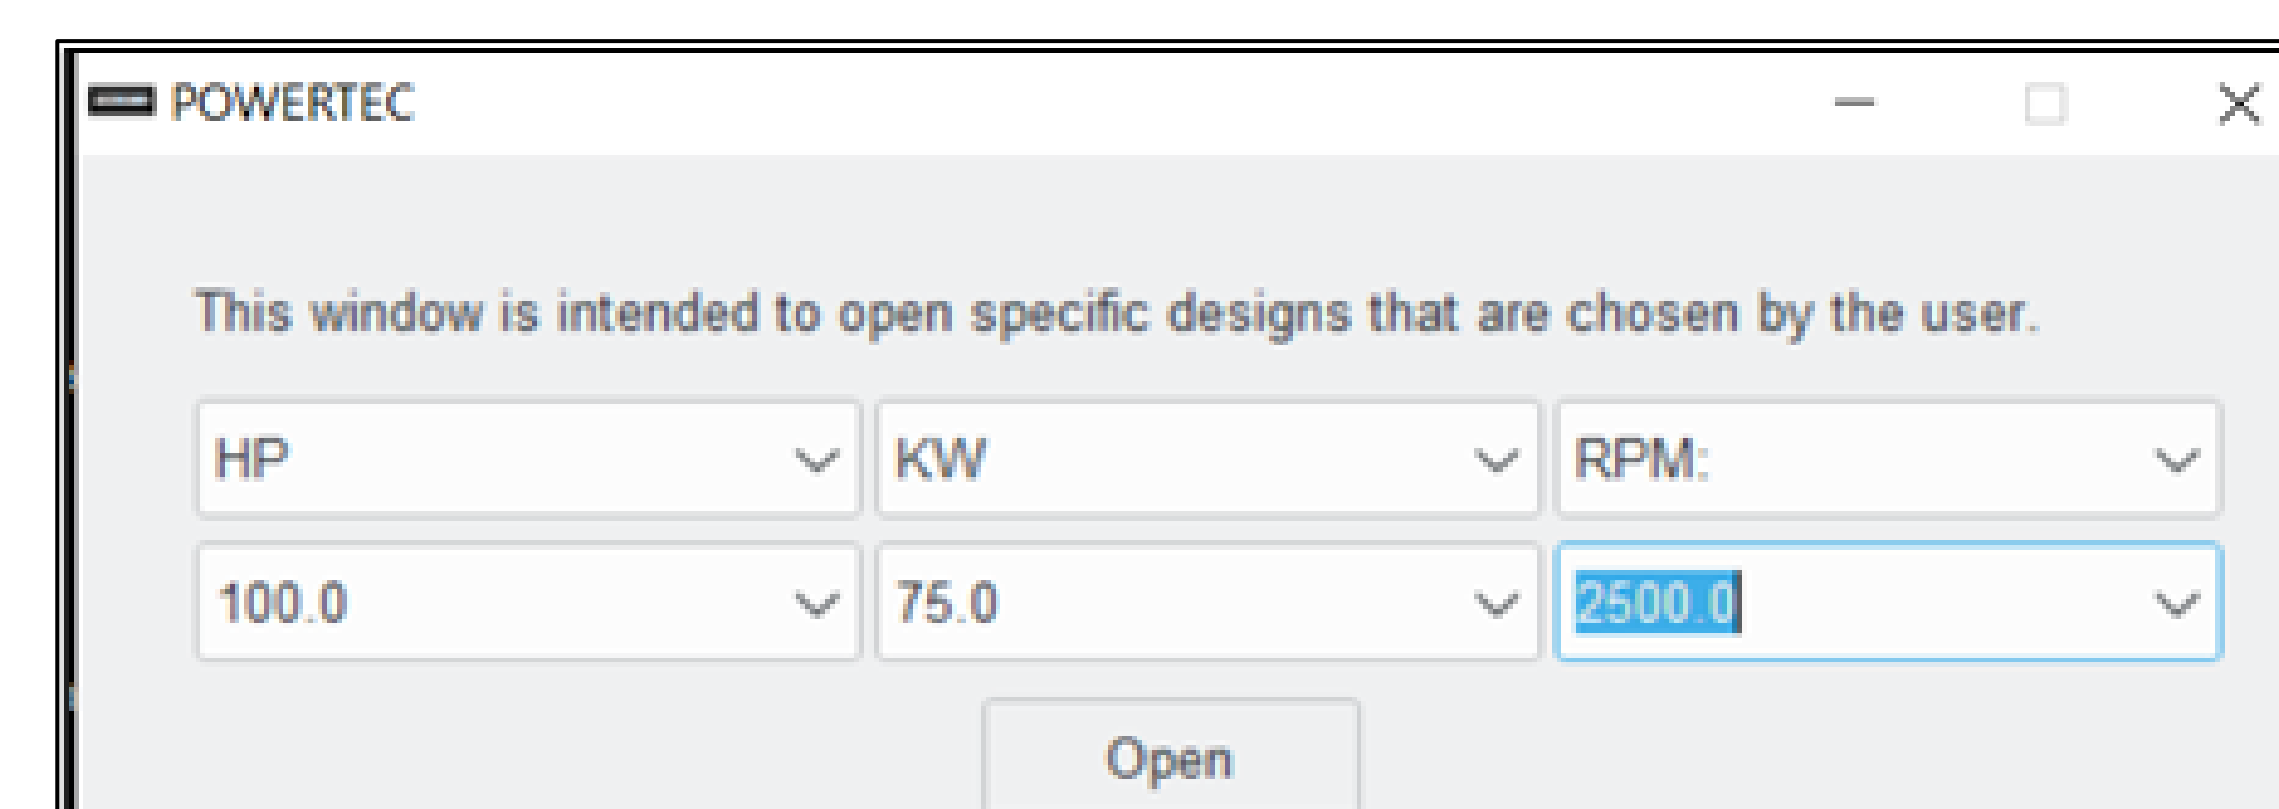 POWERTEC
This window is intended to open specific designs that are chosen by the user.
HP KW RPM:
100.0 75.0 2500.0
Open